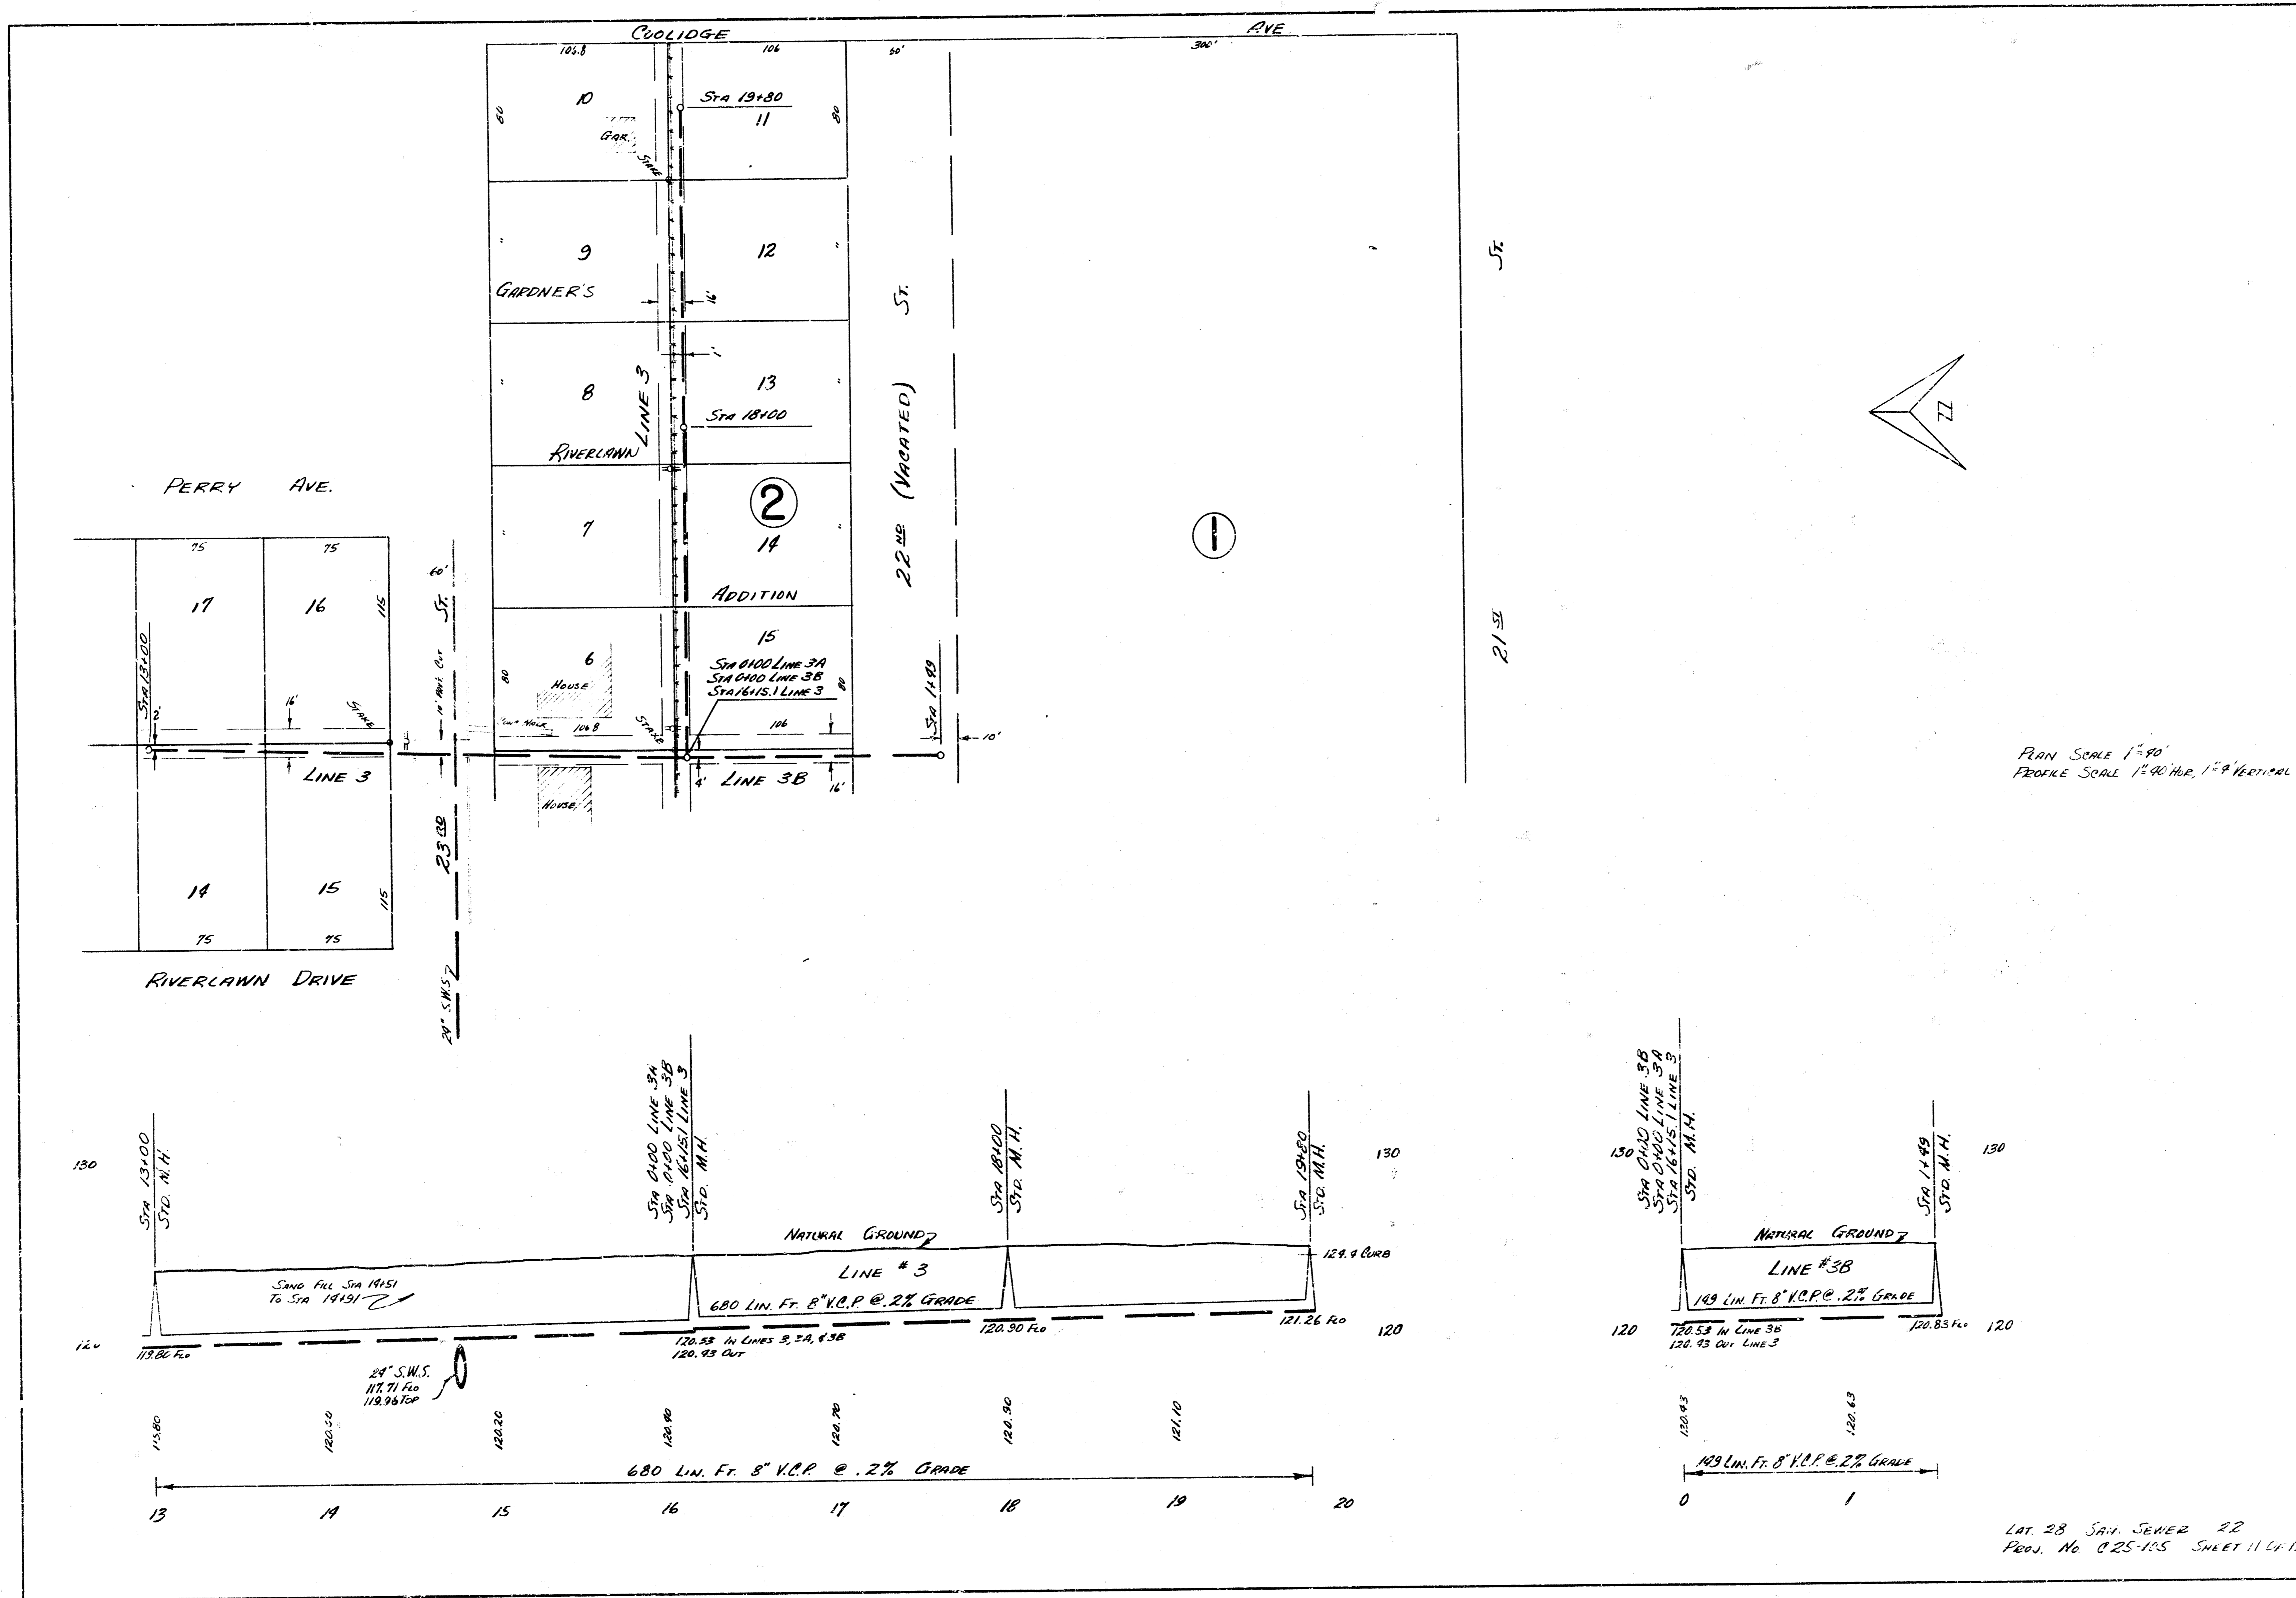 COOLIDGE AVE
106.8 106 60' 300'
10
STA 19+80
11
80
80
GAR.
STAKE
9
12
"
"
GARDNER'S
16'
ST.
ST.
1'
8
LINE 3
13
"
"
STA 18+00
RIVERLAWN
22ND (VACATED)
PERRY AVE.
2
7
14
"
"
1
N
75 75
60'
17 16
115
ST.
ADDITION
15
6
HOUSE
80
80
STA 0+00 LINE 3A
STA 0+00 LINE 3B
STA 16+15.1 LINE 3
21ST
STA 13+00
2'
16'
STAKE
STAKE
106.8
106
STA 1+49
10'
LINE 3
4'
LINE 3B
16'
HOUSE
PLAN SCALE 1"=40'
PROFILE SCALE 1"=40' HOR, 1"=4' VERTICAL
23RD
14 15
115
75 75
RIVERLAWN DRIVE
24" S.W.S.
STA 13+00
STD. M.H.
STA 0+00 LINE 3A
STA 0+00 LINE 3B
STA 16+15.1 LINE 3
STD. M.H.
STA 18+00
STD. M.H.
STA 19+80
STD. M.H.
STA 0+00 LINE 3B
STA 0+00 LINE 3A
STA 16+15.1 LINE 3
STD. M.H.
STA 1+49
STD. M.H.
130 130 130 130
NATURAL GROUND
NATURAL GROUND
124.4 CURB
SAND FILL STA 14+51
TO STA 14+91
LINE # 3
LINE #3B
680 LIN. FT. 8" V.C.P. @ .2% GRADE
149 LIN. FT. 8" V.C.P. @ .2% GRADE
120 120 120 120
119.80 FLO
120.53 IN LINES 3, 3A, & 3B
120.43 OUT
120.90 FLO
121.26 FLO
120.53 IN LINE 3B
120.43 OUT LINE 3
120.83 FLO
24" S.W.S.
117.71 FLO
119.96 TOP
120.20 120.40 120.70 120.90 121.10 120.43 120.63
680 LIN. FT. 8" V.C.P. @ .2% GRADE
149 LIN. FT. 8" V.C.P. @ .2% GRADE
13 14 15 16 17 18 19 20 0 1
LAT. 28 SAN. SEWER 22
PROJ. NO. SHEET 11 OF